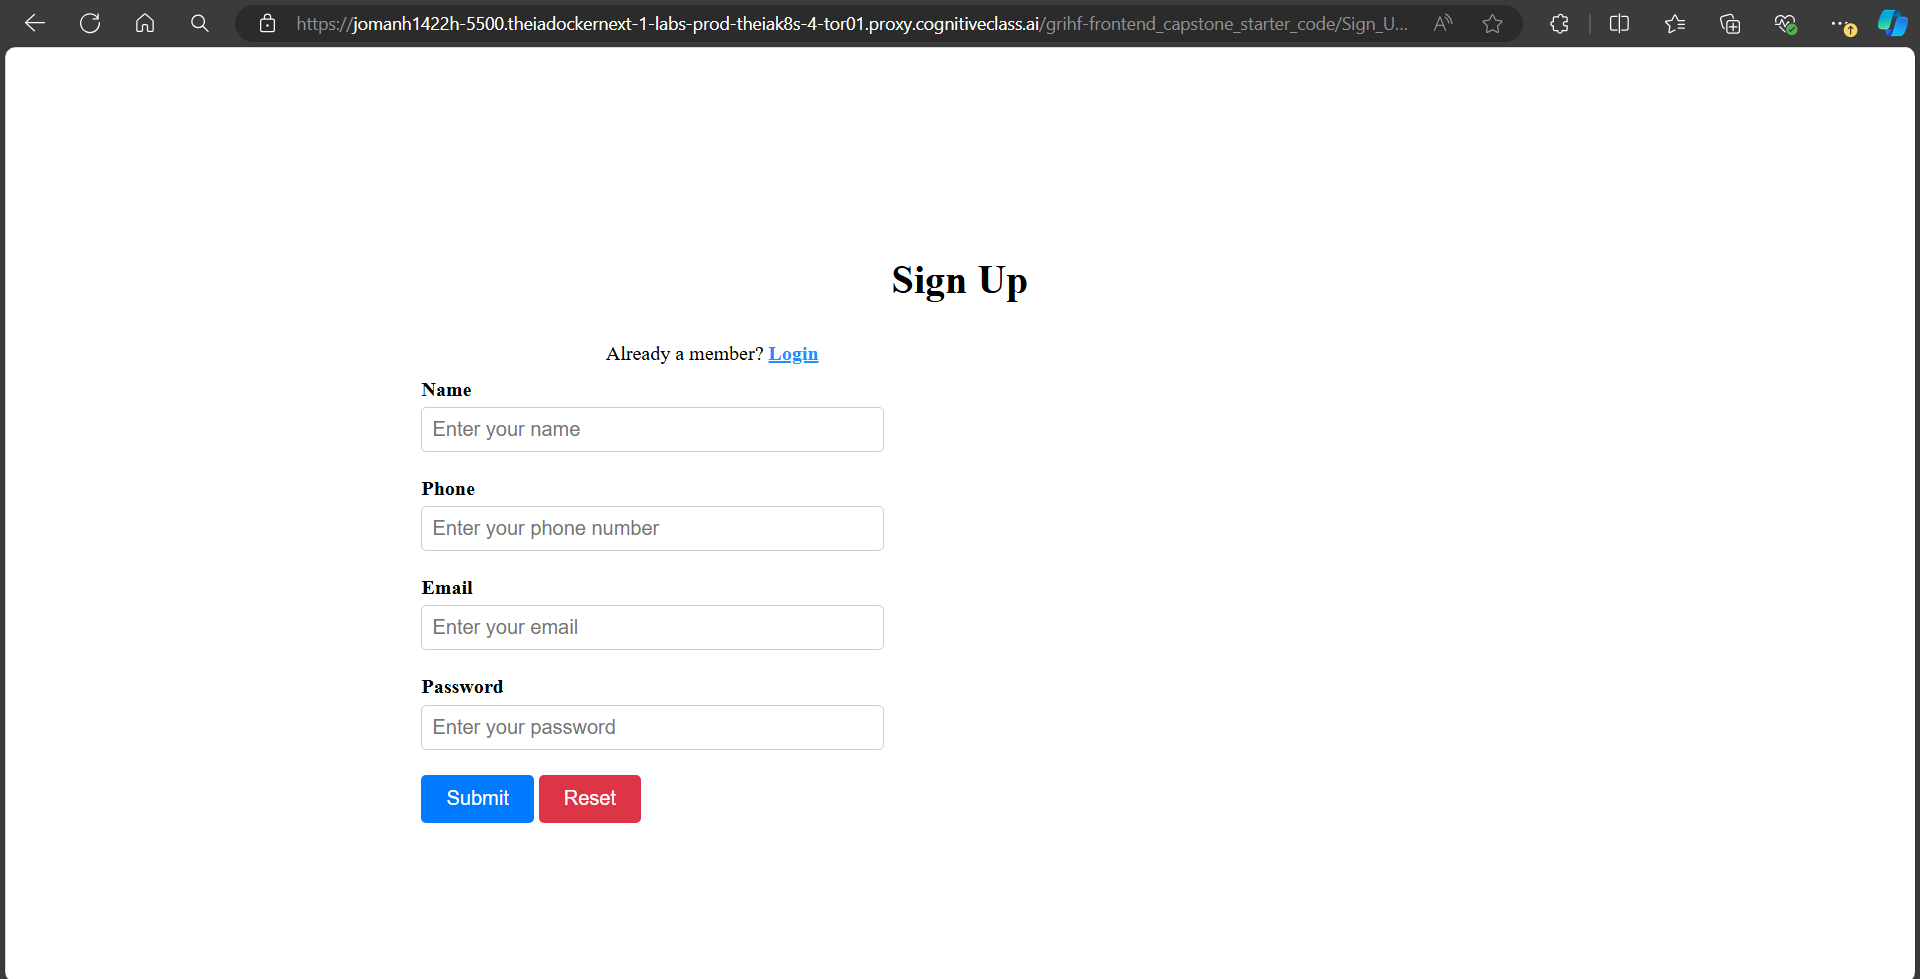 https://jomanh1422h-5500.theiadockernext-1-labs-prod-theiak8s-4-tor01.proxy.cognitiveclass.ai/grihf-frontend_capstone_starter_code/Sign_U...
Sign Up
Already a member? Login
Name
Enter your name
Phone
Enter your phone number
Email
Enter your email
Password
Enter your password
Submit Reset